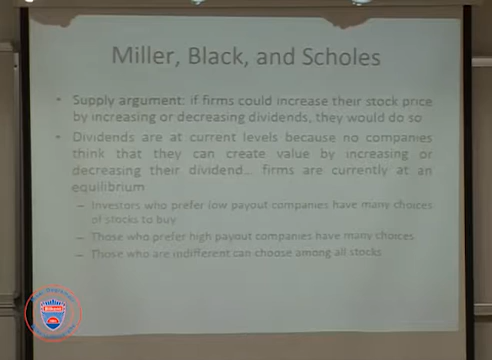 Miller, Black, and Scholes
• Supply argument: if firms could increase their stock price
by increasing or decreasing dividends, they would do so
• Dividends are at current levels because no companies
think that they can create value by increasing or
decreasing their dividend... firms are currently at an
equilibrium
– Investors who prefer low payout companies have many choices
of stocks to buy
– Those who prefer high payout companies have many choices
– Those who are indifferent can choose among all stocks